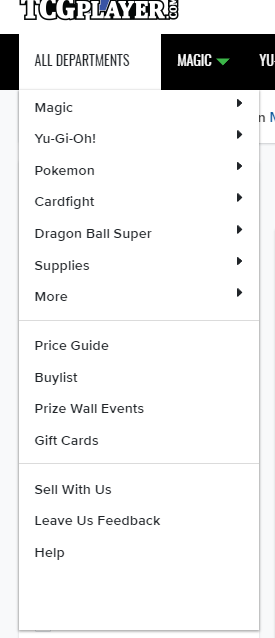 TCGPLAYER.COM
ALL DEPARTMENTS MAGIC YU-
Magic
n
Yu-Gi-Oh!
Pokemon
Cardfight
Dragon Ball Super
Supplies
More
Price Guide
Buylist
Prize Wall Events
Gift Cards
Sell With Us
Leave Us Feedback
Help